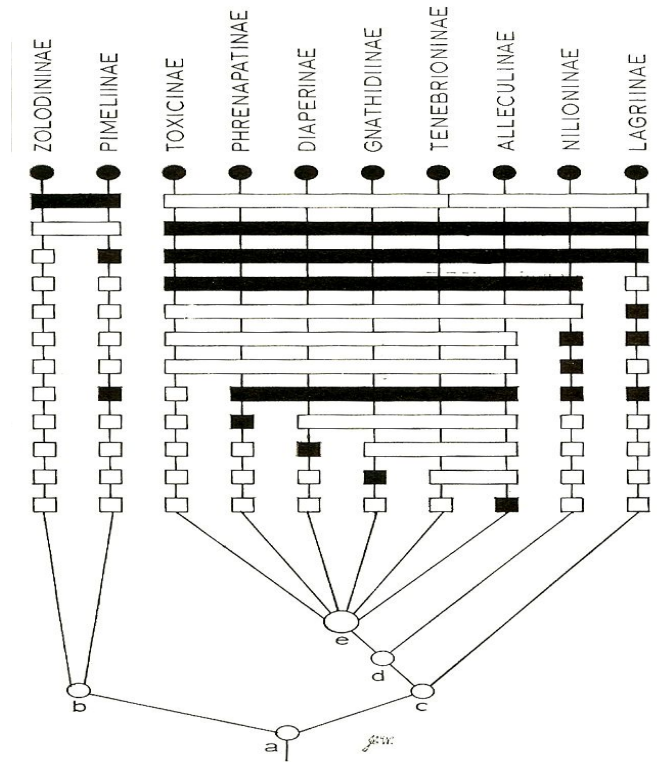 ZOLODININAE
PIMELIINAE
TOXICINAE
PHRENAPATINAE
DIAPERINAE
GNATHIDIINAE
TENEBRIONINAE
ALLECULINAE
NILIONINAE
LAGRIINAE
e
d
b
c
a